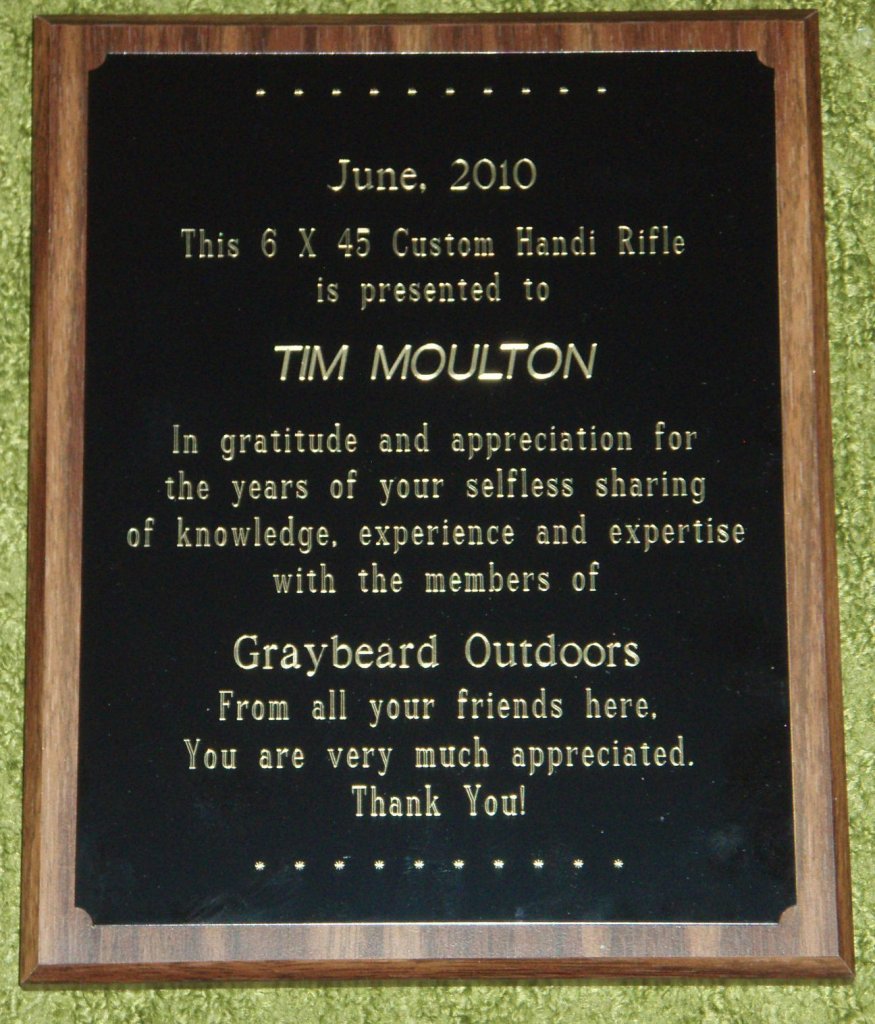 * * * * * * * * * *
June, 2010
This 6 X 45 Custom Handi Rifle
is presented to
TIM MOULTON
In gratitude and appreciation for
the years of your selfless sharing
of knowledge, experience and expertise
with the members of
Graybeard Outdoors
From all your friends here,
You are very much appreciated.
Thank You!
* * * * * * * * * *